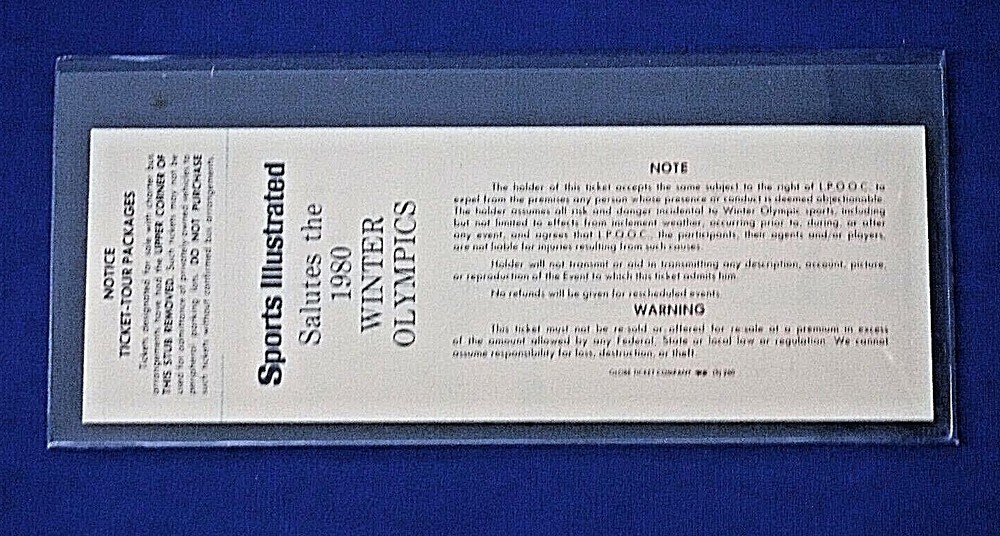 NOTICE
TICKET-TOUR PACKAGES
Tickets designated for sale with charter bus
arrangements have had the UPPER CORNER OF
THIS STUB REMOVED. Such tickets may not be
used for admittance of privately owned vehicles to
peripheral parking lots. DO NOT PURCHASE
such tickets without confirmed bus arrangements.
Sports Illustrated
Salutes the
1980
WINTER
OLYMPICS
NOTE
The holder of this ticket accepts the same subject to the right of L.P.O.O.C. to
expel from the premises any person whose presence or conduct is deemed objectionable.
The holder assumes all risk and danger incidental to Winter Olympic sports, including
but not limited to effects from inclement weather, occurring prior to, during, or after
any event, and agrees that L.P.O.O.C., the participants, their agents and/or players,
are not liable for injuries resulting from such causes.
Holder will not transmit or aid in transmitting any description, account, picture,
or reproduction of the Event to which this ticket admits him.
No refunds will be given for rescheduled events.
WARNING
This ticket must not be re-sold or offered for re-sale at a premium in excess
of the amount allowed by any Federal, State or local law or regulation. We cannot
assume responsibility for loss, destruction, or theft.
GLOBE TICKET COMPANY